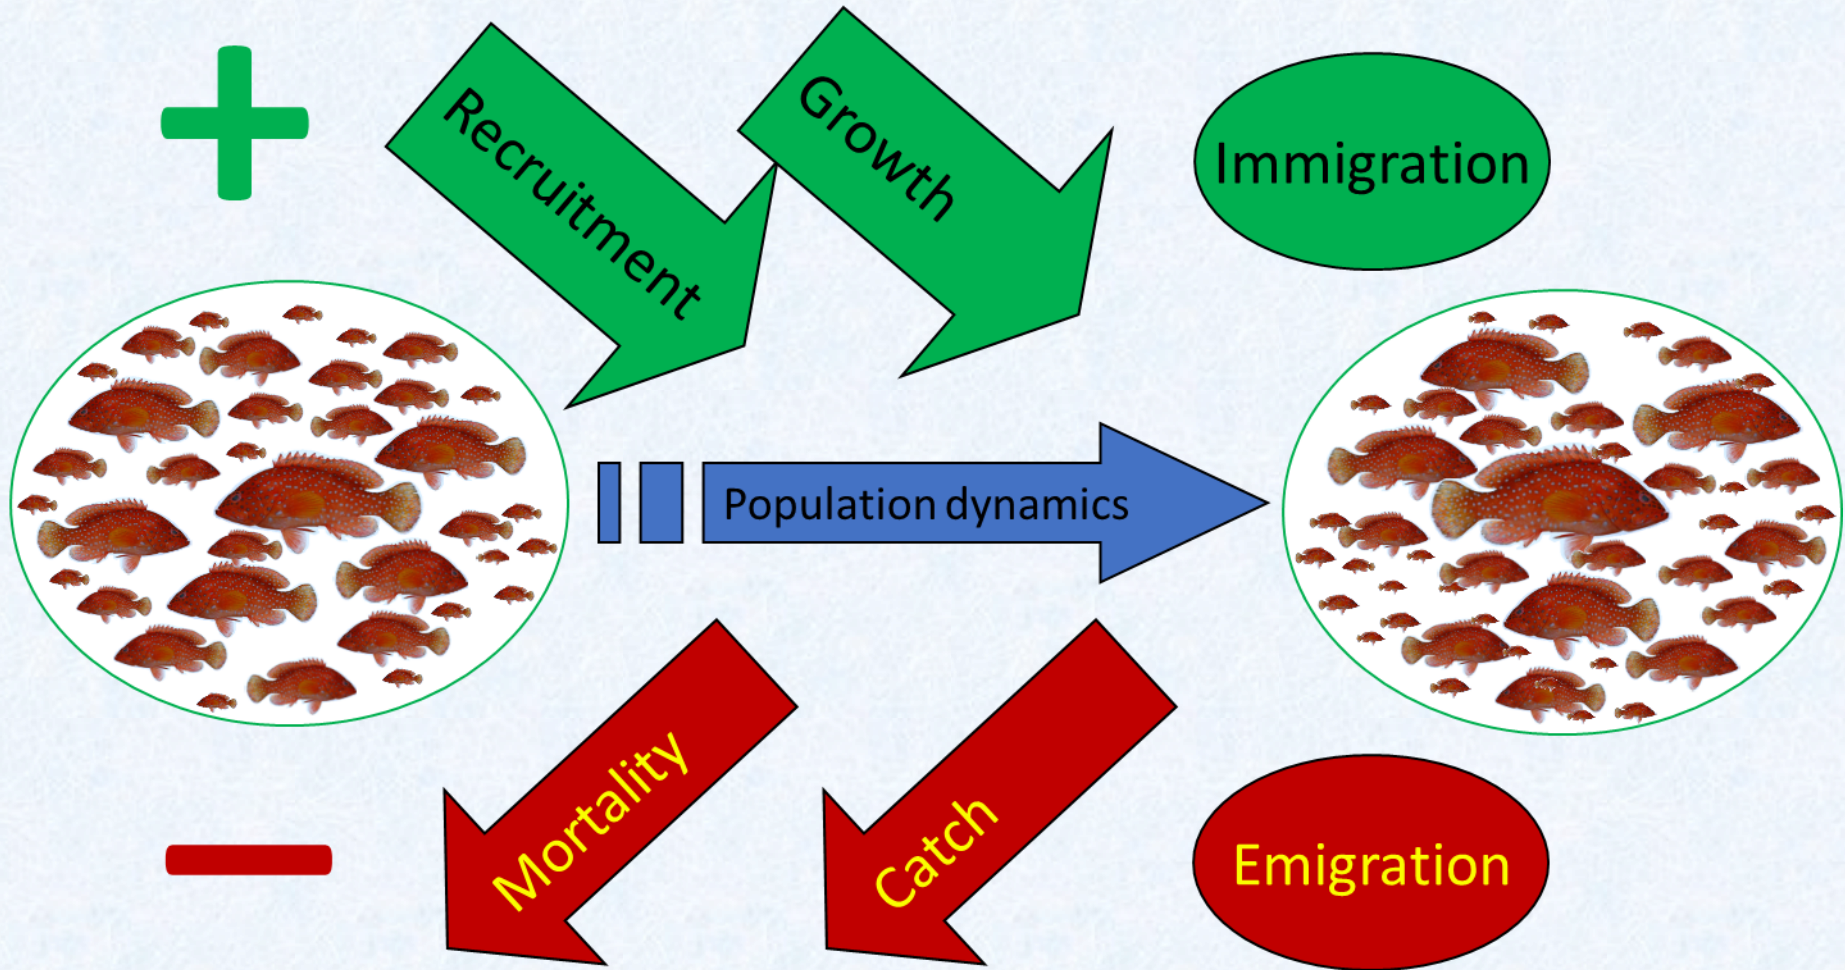 Recruitment
Growth
Immigration
Population dynamics
Mortality
Catch
Emigration